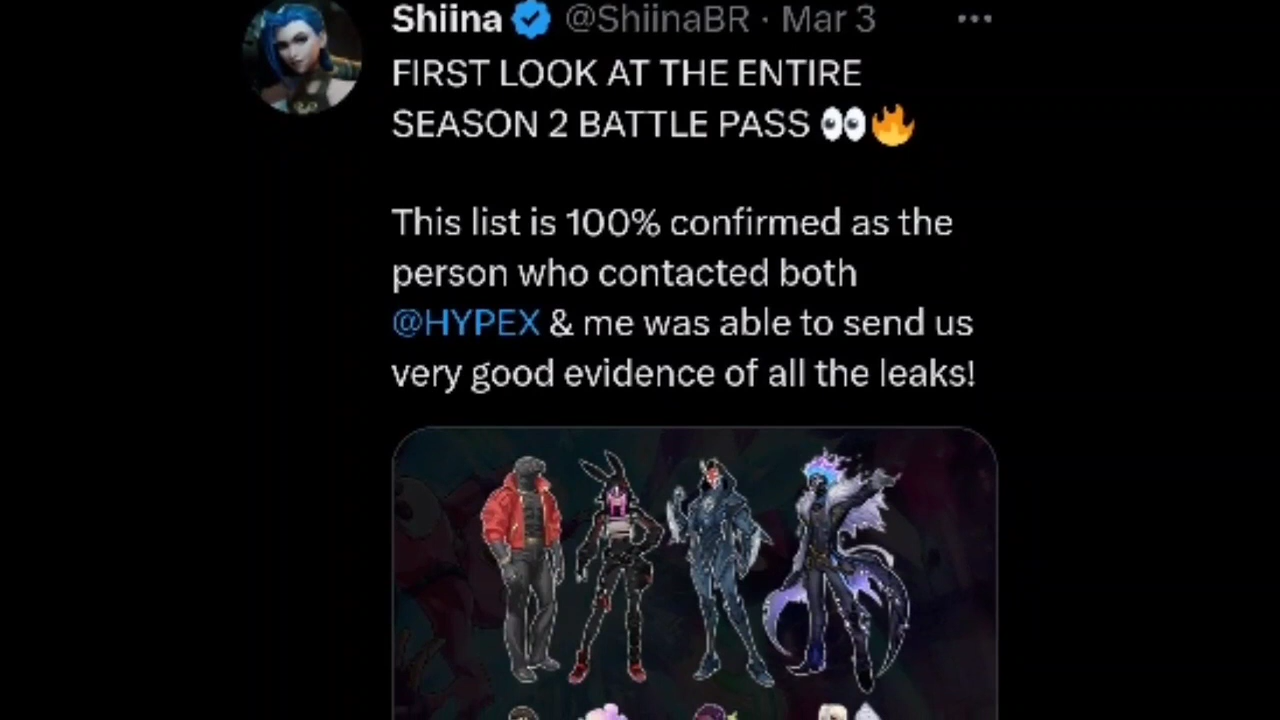 Shiina @ShiinaBR · Mar 3
FIRST LOOK AT THE ENTIRE
SEASON 2 BATTLE PASS 👀🔥
This list is 100% confirmed as the
person who contacted both
@HYPEX & me was able to send us
very good evidence of all the leaks!